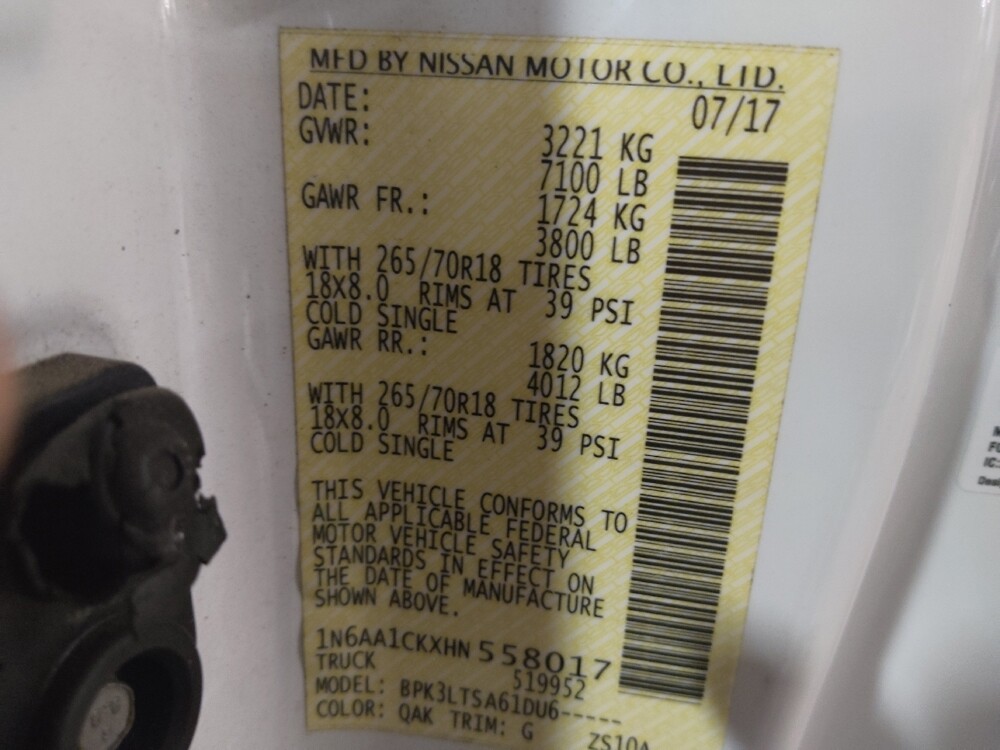 MFD BY NISSAN MOTOR CO., LTD.
DATE: 07/17
GVWR: 3221 KG
7100 LB
GAWR FR.: 1724 KG
3800 LB
WITH 265/70R18 TIRES
18X8.0 RIMS AT 39 PSI
COLD SINGLE
GAWR RR.: 1820 KG
4012 LB
WITH 265/70R18 TIRES
18X8.0 RIMS AT 39 PSI
COLD SINGLE
THIS VEHICLE CONFORMS TO
ALL APPLICABLE FEDERAL
MOTOR VEHICLE SAFETY
STANDARDS IN EFFECT ON
THE DATE OF MANUFACTURE
SHOWN ABOVE.
1N6AA1CKXHN558017
TRUCK 519952
MODEL: BPK3LTSA61DU6-----
COLOR: QAK TRIM: G ZS10A